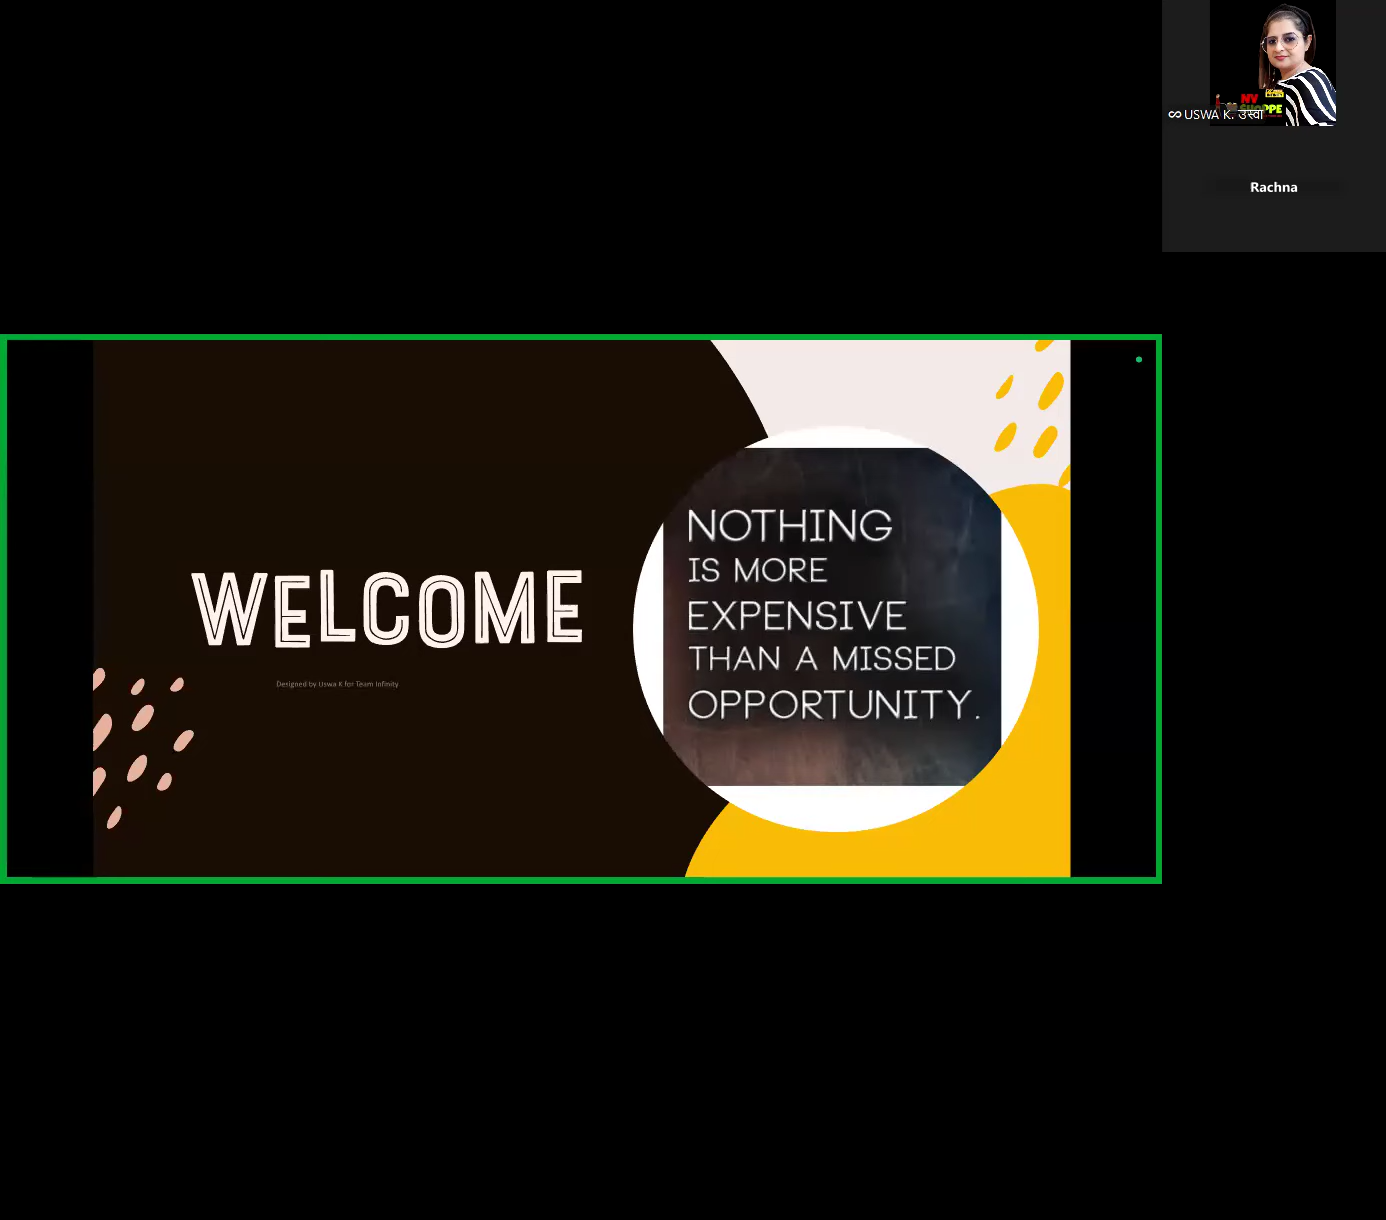 ∞ USWA K. उस्वा
Rachna
WELCOME
Designed by Uswa K for Team Infinity
NOTHING
IS MORE
EXPENSIVE
THAN A MISSED
OPPORTUNITY.